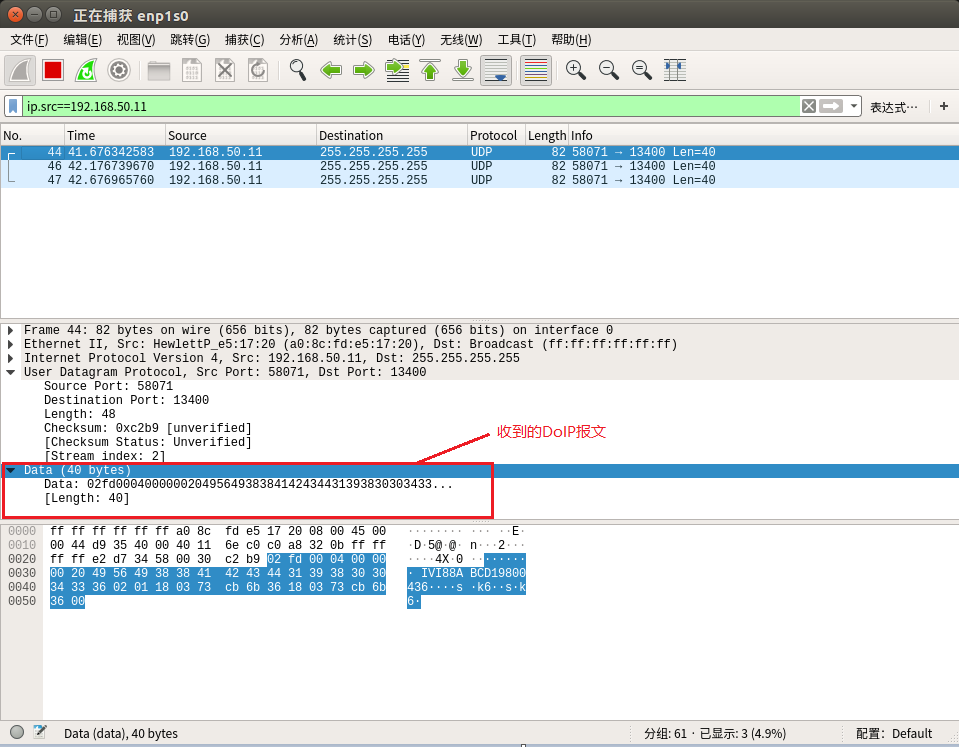 正在捕获 enp1s0
文件(F) 编辑(E) 视图(V) 跳转(G) 捕获(C) 分析(A) 统计(S) 电话(Y) 无线(W) 工具(T) 帮助(H)
ip.src==192.168.50.11 表达式… +
No. Time Source Destination Protocol Length Info
44 41.676342583 192.168.50.11 255.255.255.255 UDP 82 58071 → 13400 Len=40
46 42.176739670 192.168.50.11 255.255.255.255 UDP 82 58071 → 13400 Len=40
47 42.676965760 192.168.50.11 255.255.255.255 UDP 82 58071 → 13400 Len=40
Frame 44: 82 bytes on wire (656 bits), 82 bytes captured (656 bits) on interface 0
Ethernet II, Src: HewlettP_e5:17:20 (a0:8c:fd:e5:17:20), Dst: Broadcast (ff:ff:ff:ff:ff:ff)
Internet Protocol Version 4, Src: 192.168.50.11, Dst: 255.255.255.255
User Datagram Protocol, Src Port: 58071, Dst Port: 13400
Source Port: 58071
Destination Port: 13400
Length: 48
Checksum: 0xc2b9 [unverified]
[Checksum Status: Unverified]
[Stream index: 2]
收到的DoIP报文
Data (40 bytes)
Data: 02fd00040000002049564938384142434431393830303433...
[Length: 40]
0000 ff ff ff ff ff ff a0 8c fd e5 17 20 08 00 45 00 ········ ··· ··E·
0010 00 44 d9 35 40 00 40 11 6e c0 c0 a8 32 0b ff ff ·D·5@·@· n···2···
0020 ff ff e2 d7 34 58 00 30 c2 b9 02 fd 00 04 00 00 ····4X·0 ········
0030 00 20 49 56 49 38 38 41 42 43 44 31 39 38 30 30 · IVI88A BCD19800
0040 34 33 36 02 01 18 03 73 cb 6b 36 18 03 73 cb 6b 436····s ·k6··s·k
0050 36 00 6·
Data (data), 40 bytes 分组: 61 · 已显示: 3 (4.9%) 配置: Default